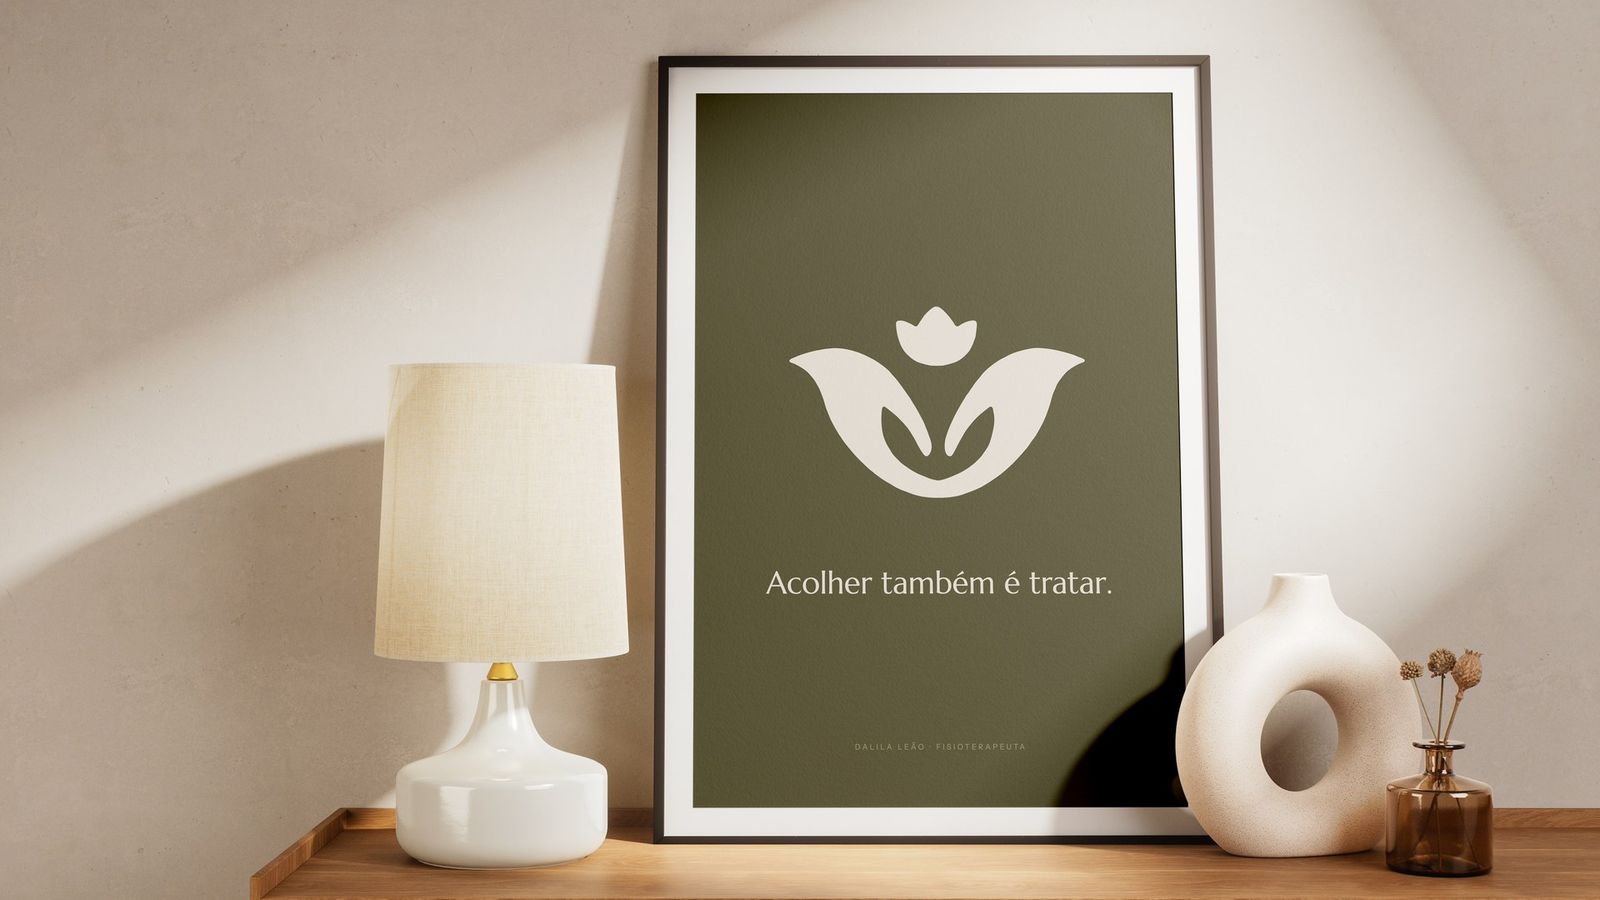 Acolher também é tratar.
DALILA LEÃO · FISIOTERAPEUTA